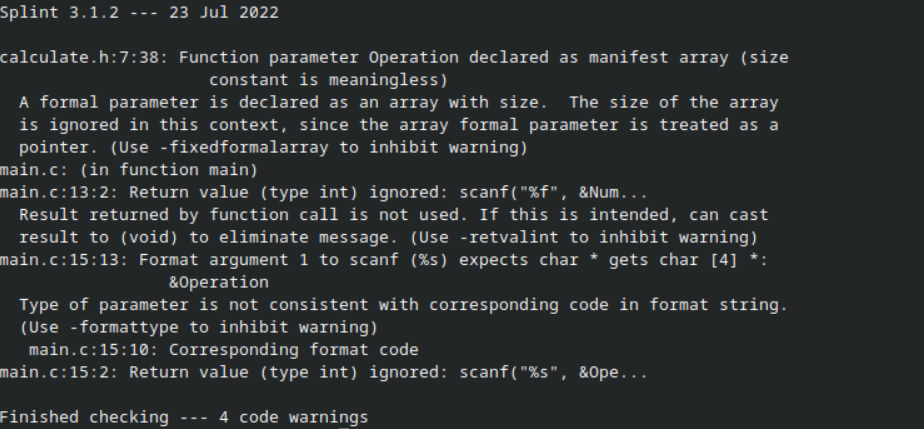 Splint 3.1.2 --- 23 Jul 2022
calculate.h:7:38: Function parameter Operation declared as manifest array (size
constant is meaningless)
A formal parameter is declared as an array with size.  The size of the array
is ignored in this context, since the array formal parameter is treated as a
pointer. (Use -fixedformalarray to inhibit warning)
main.c: (in function main)
main.c:13:2: Return value (type int) ignored: scanf("%f", &Num...
Result returned by function call is not used. If this is intended, can cast
result to (void) to eliminate message. (Use -retvalint to inhibit warning)
main.c:15:13: Format argument 1 to scanf (%s) expects char * gets char [4] *:
&Operation
Type of parameter is not consistent with corresponding code in format string.
(Use -formattype to inhibit warning)
main.c:15:10: Corresponding format code
main.c:15:2: Return value (type int) ignored: scanf("%s", &Ope...
Finished checking --- 4 code warnings